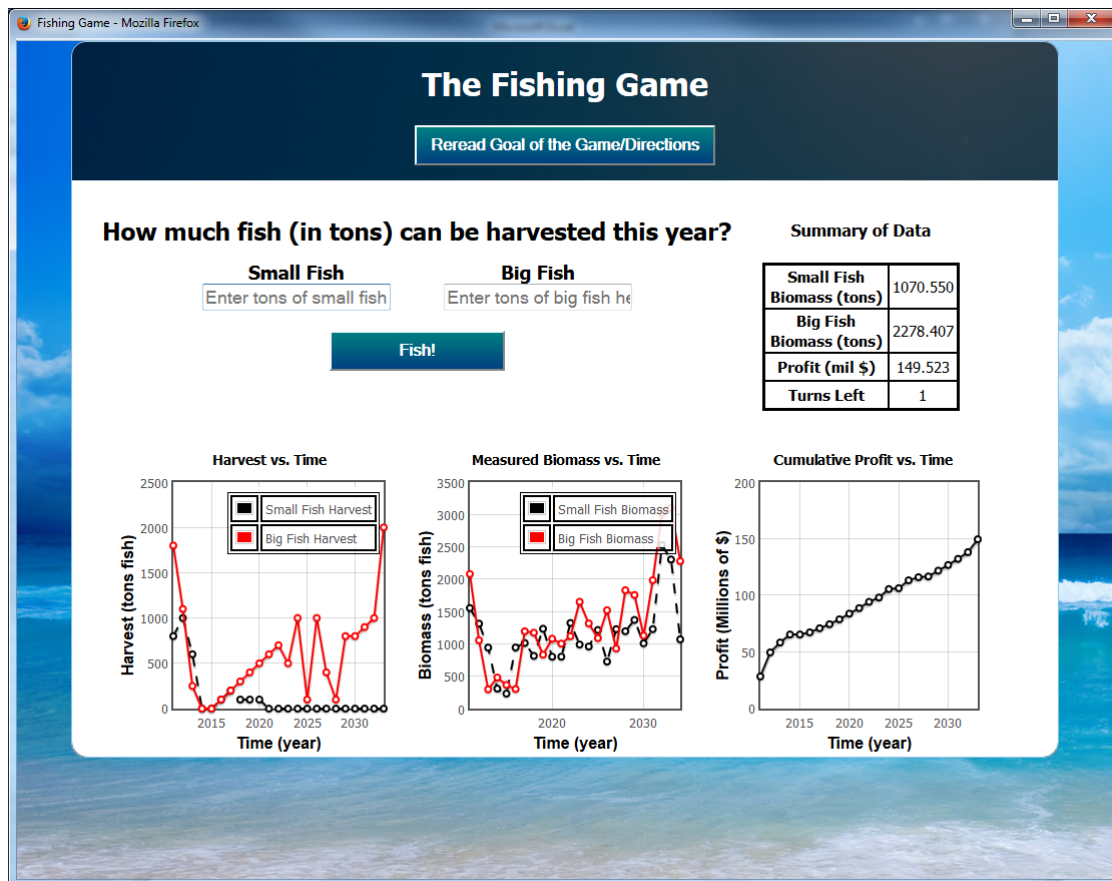 Fishing Game - Mozilla Firefox
The Fishing Game
Reread Goal of the Game/Directions
How much fish (in tons) can be harvested this year?
Small Fish
Big Fish
Enter tons of small fish
Enter tons of big fish he
Fish!
Summary of Data
Small Fish
Biomass (tons)
1070.550
Big Fish
Biomass (tons)
2278.407
Profit (mil $)
149.523
Turns Left
1
Harvest vs. Time
Harvest (tons fish)
2500
2000
1500
1000
500
0
Small Fish Harvest
Big Fish Harvest
2015
2020
2025
2030
Time (year)
Measured Biomass vs. Time
Biomass (tons fish)
3500
3000
2500
2000
1500
1000
500
0
Small Fish Biomass
Big Fish Biomass
2020
2030
Time (year)
Cumulative Profit vs. Time
Profit (Millions of $)
200
150
100
50
0
2015
2020
2025
2030
Time (year)